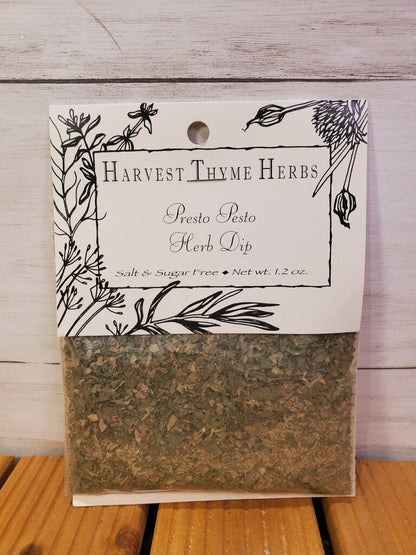 HARVEST THYME HERBS
Presto Pesto
Herb Dip
Salt & Sugar Free ◆ Net wt. 1.2 oz.